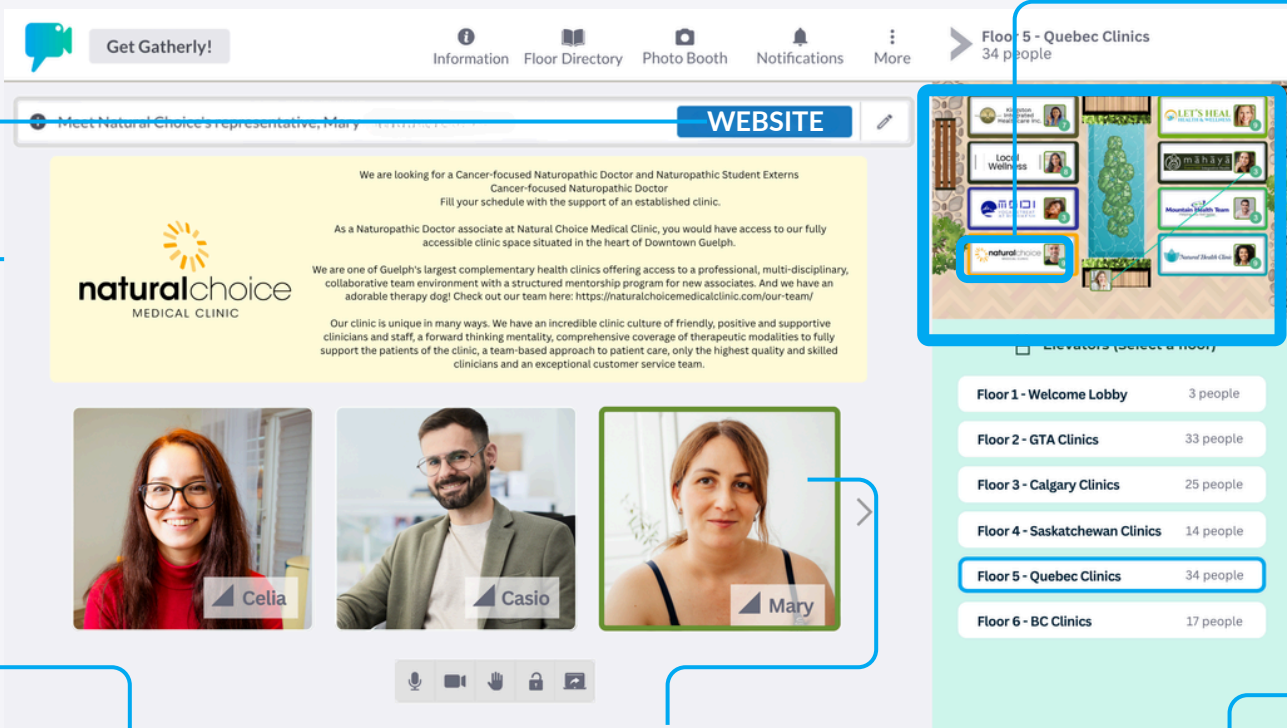 Get Gatherly!
Information
Floor Directory
Photo Booth
Notifications
More
Floor 5 - Quebec Clinics
34 people
Meet Natural Choice's representative, Mary
WEBSITE
naturalchoice
MEDICAL CLINIC
We are looking for a Cancer-focused Naturopathic Doctor and Naturopathic Student Externs
Cancer-focused Naturopathic Doctor
Fill your schedule with the support of an established clinic.
As a Naturopathic Doctor associate at Natural Choice Medical Clinic, you would have access to our fully
accessible clinic space situated in the heart of Downtown Guelph.
We are one of Guelph's largest complementary health clinics offering access to a professional, multi-disciplinary,
collaborative team environment with a structured mentorship program for new associates. And we have an
adorable therapy dog! Check out our team here: https://naturalchoicemedicalclinic.com/our-team/
Our clinic is unique in many ways. We have an incredible clinic culture of friendly, positive and supportive
clinicians and staff, a forward thinking mentality, comprehensive coverage of therapeutic modalities to fully
support the patients of the clinic, a team-based approach to patient care, only the highest quality and skilled
clinicians and an exceptional customer service team.
Celia
Casio
Mary
Integrated
Healthcare Inc.
LET'S HEAL
HEALTH & WELLNESS
Local
Wellness
māhāyā
Mountain Health Team
naturalchoice
Natural Health Clinic
Elevators (Select a floor)
Floor 1 - Welcome Lobby 3 people
Floor 2 - GTA Clinics 33 people
Floor 3 - Calgary Clinics 25 people
Floor 4 - Saskatchewan Clinics 14 people
Floor 5 - Quebec Clinics 34 people
Floor 6 - BC Clinics 17 people